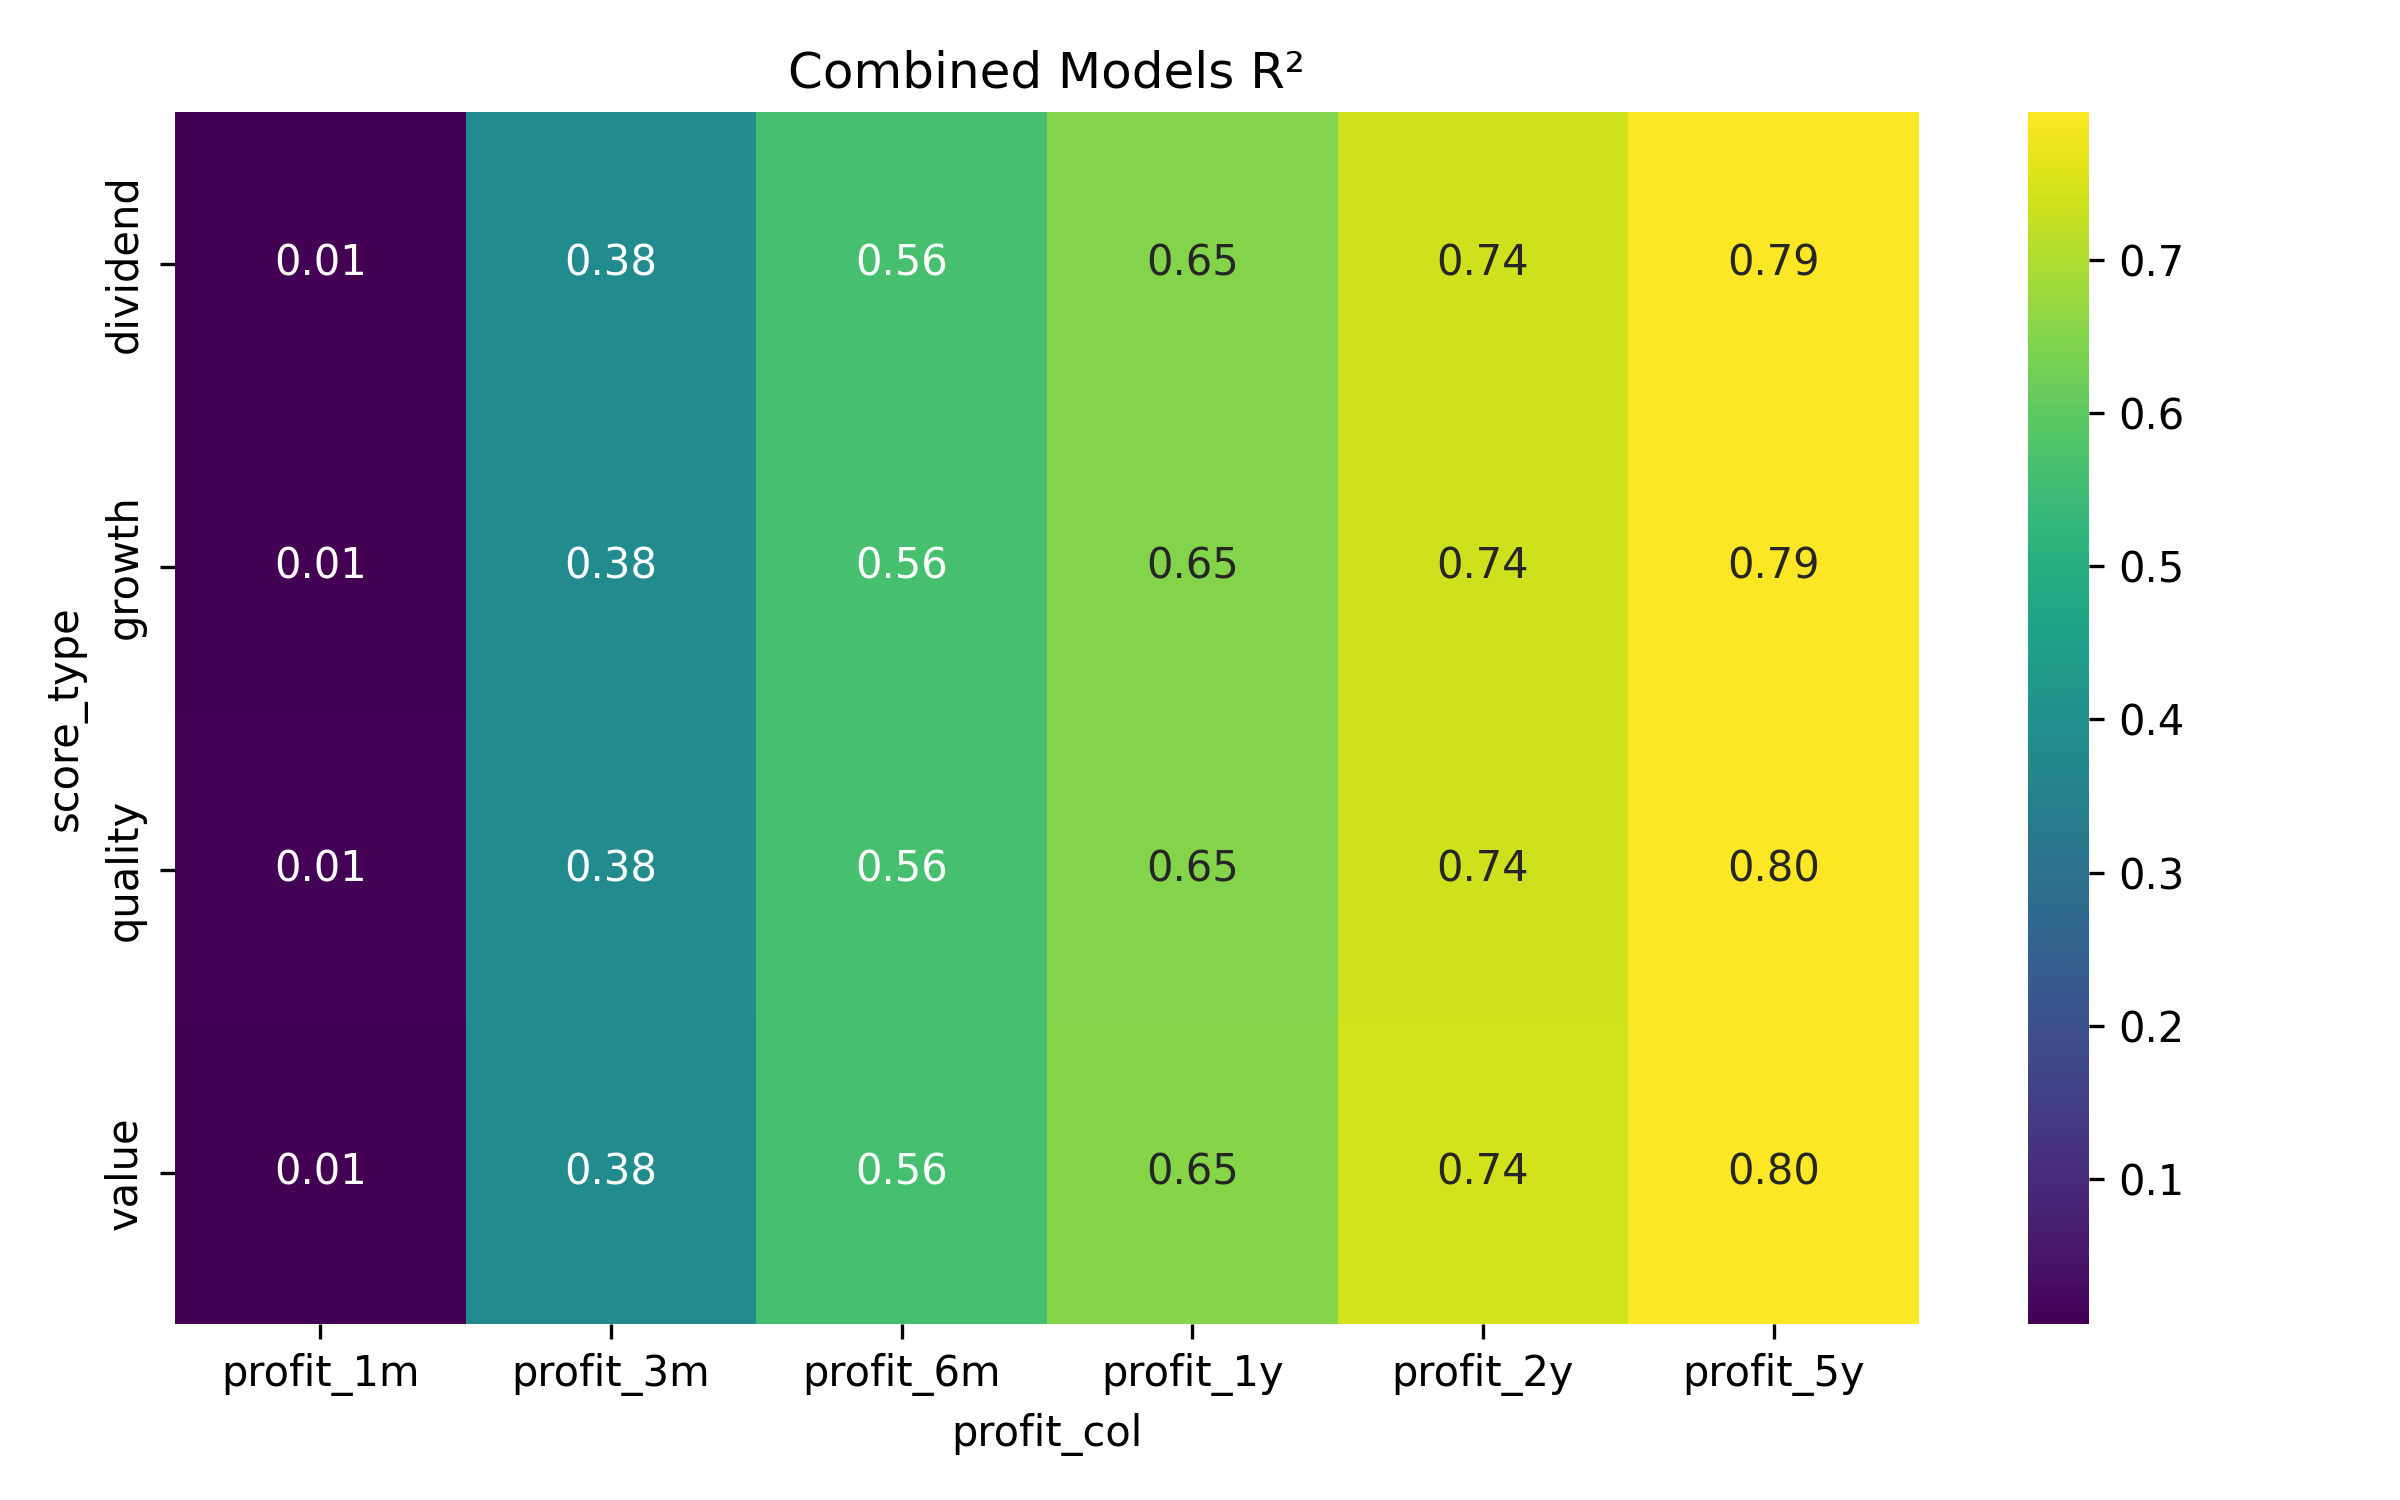 Combined Models R²
score_type
dividend 0.01 0.38 0.56 0.65 0.74 0.79
growth 0.01 0.38 0.56 0.65 0.74 0.79
quality 0.01 0.38 0.56 0.65 0.74 0.80
value 0.01 0.38 0.56 0.65 0.74 0.80
profit_1m profit_3m profit_6m profit_1y profit_2y profit_5y
profit_col
0.7
0.6
0.5
0.4
0.3
0.2
0.1